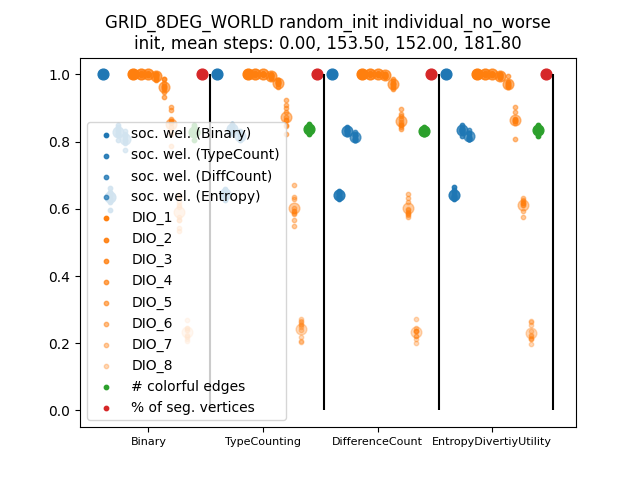 GRID_8DEG_WORLD random_init individual_no_worse
init, mean steps: 0.00, 153.50, 152.00, 181.80
1.0
0.8
0.6
0.4
0.2
0.0
soc. wel. (Binary)
soc. wel. (TypeCount)
soc. wel. (DiffCount)
soc. wel. (Entropy)
DIO_1
DIO_2
DIO_3
DIO_4
DIO_5
DIO_6
DIO_7
DIO_8
# colorful edges
% of seg. vertices
Binary
TypeCounting
DifferenceCount
EntropyDivertiyUtility